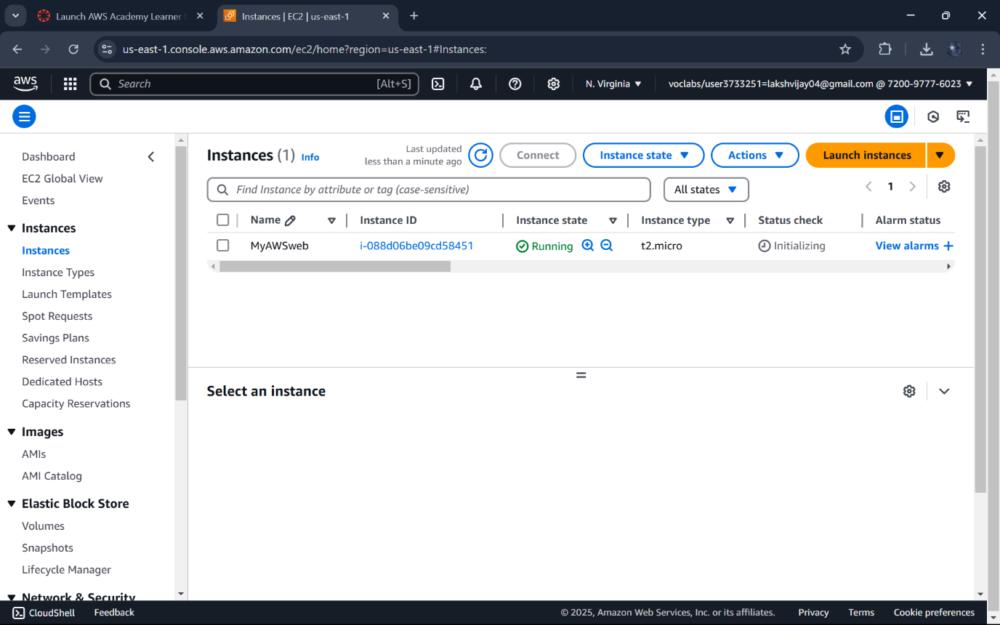 Launch AWS Academy Learner
Instances | EC2 | us-east-1
us-east-1.console.aws.amazon.com/ec2/home?region=us-east-1#Instances:
aws
Search [Alt+S]
N. Virginia
voclabs/user3733251=lakshvijay04@gmail.com @ 7200-9777-6023
Dashboard
EC2 Global View
Events
Instances
Instances
Instance Types
Launch Templates
Spot Requests
Savings Plans
Reserved Instances
Dedicated Hosts
Capacity Reservations
Images
AMIs
AMI Catalog
Elastic Block Store
Volumes
Snapshots
Lifecycle Manager
Network & Security
Instances (1) Info
Last updated
less than a minute ago
Connect
Instance state
Actions
Launch instances
Find Instance by attribute or tag (case-sensitive)
All states
1
Name Instance ID Instance state Instance type Status check Alarm status
MyAWSweb i-088d06be09cd58451 Running t2.micro Initializing View alarms +
Select an instance
CloudShell Feedback © 2025, Amazon Web Services, Inc. or its affiliates. Privacy Terms Cookie preferences